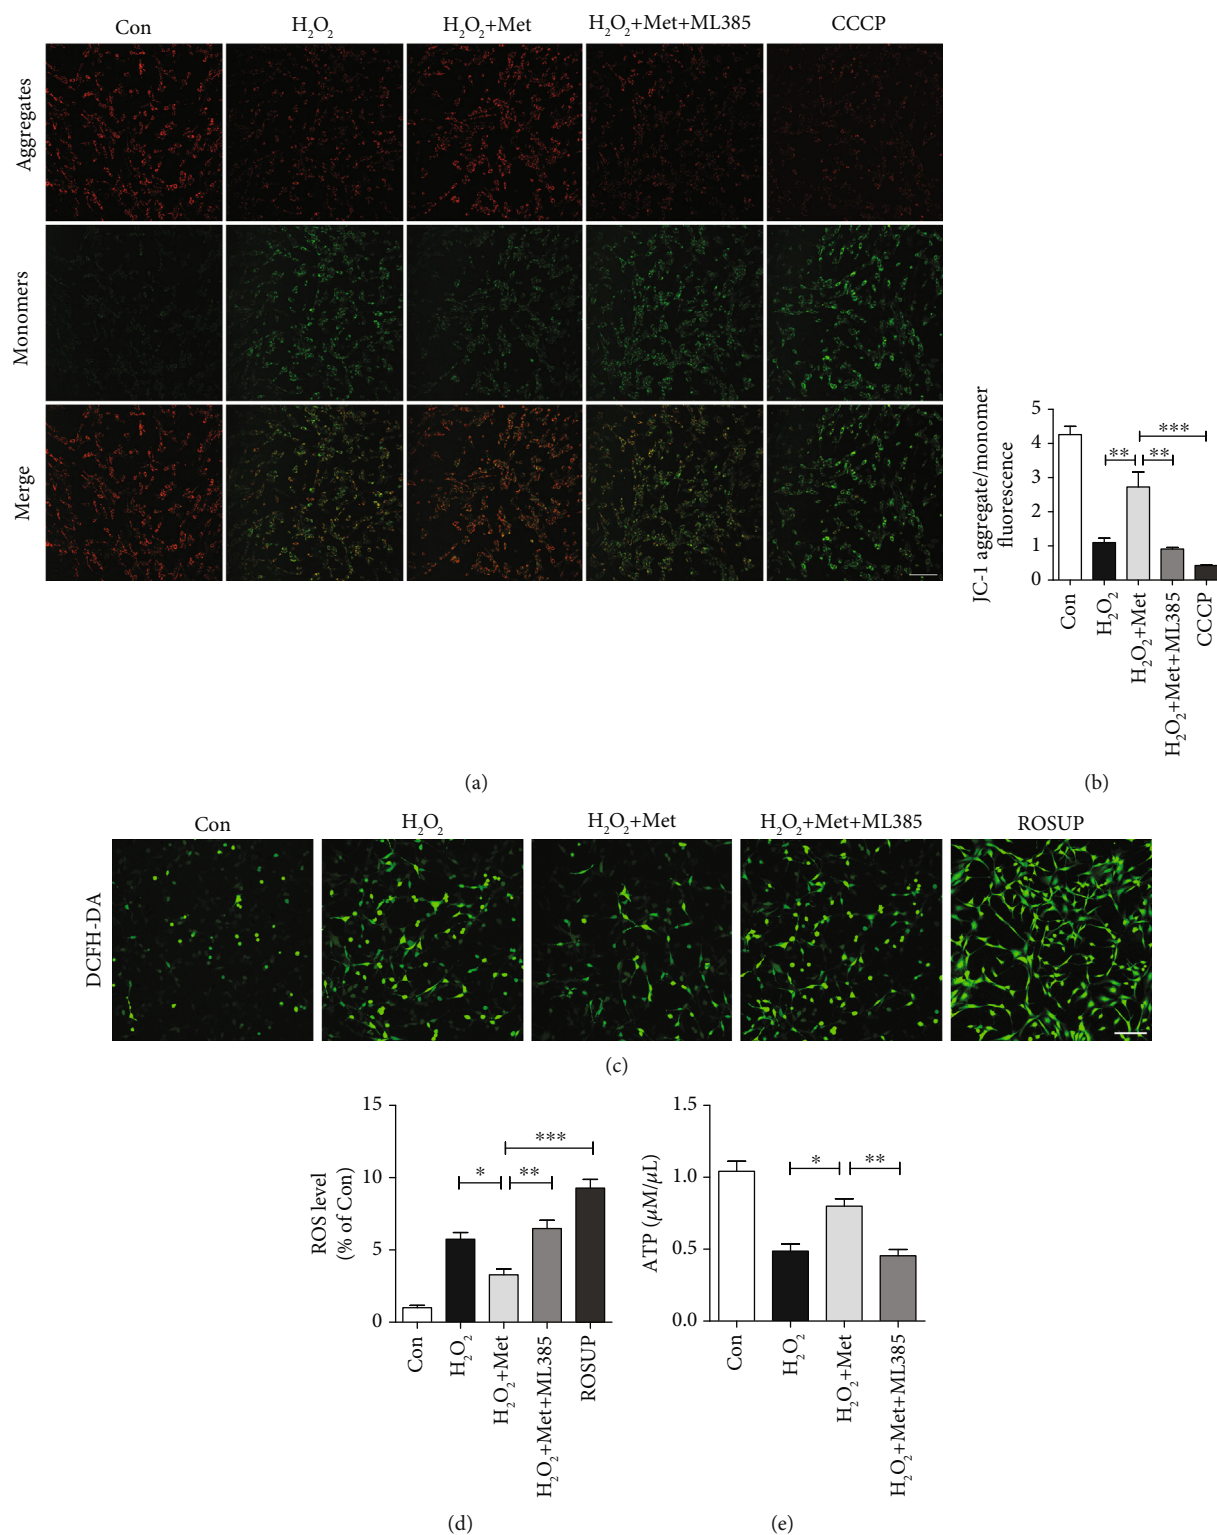 Con
H₂O₂
H₂O₂+Met
H₂O₂+Met+ML385
CCCP
Aggregates
Monomers
Merge
(a)
JC-1 aggregate/monomer
fluorescence
5
4
3
2
1
0
***
**
**
Con
H₂O₂
H₂O₂+Met
H₂O₂+Met+ML385
CCCP
(b)
Con
H₂O₂
H₂O₂+Met
H₂O₂+Met+ML385
ROSUP
DCFH-DA
(c)
ROS level
(% of Con)
15
10
5
0
***
*
**
Con
H₂O₂
H₂O₂+Met
H₂O₂+Met+ML385
ROSUP
(d)
ATP (μM/μL)
1.5
1.0
0.5
0.0
*
**
Con
H₂O₂
H₂O₂+Met
H₂O₂+Met+ML385
(e)